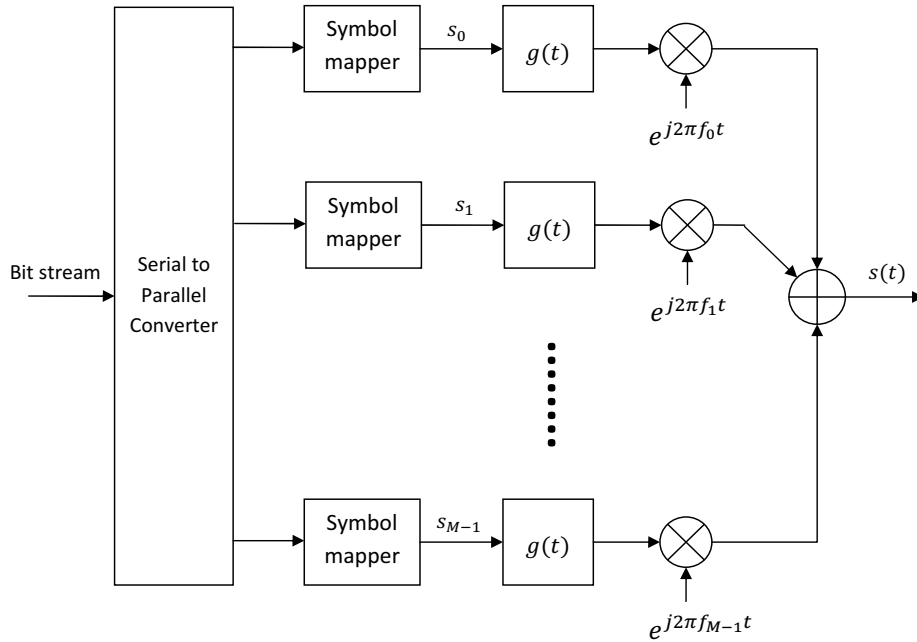 Symbol
mapper
s_0
g(t)
e^{j2πf_0t}
Symbol
mapper
s_1
g(t)
e^{j2πf_1t}
Bit stream
Serial to
Parallel
Converter
s(t)
Symbol
mapper
s_{M−1}
g(t)
e^{j2πf_{M−1}t}